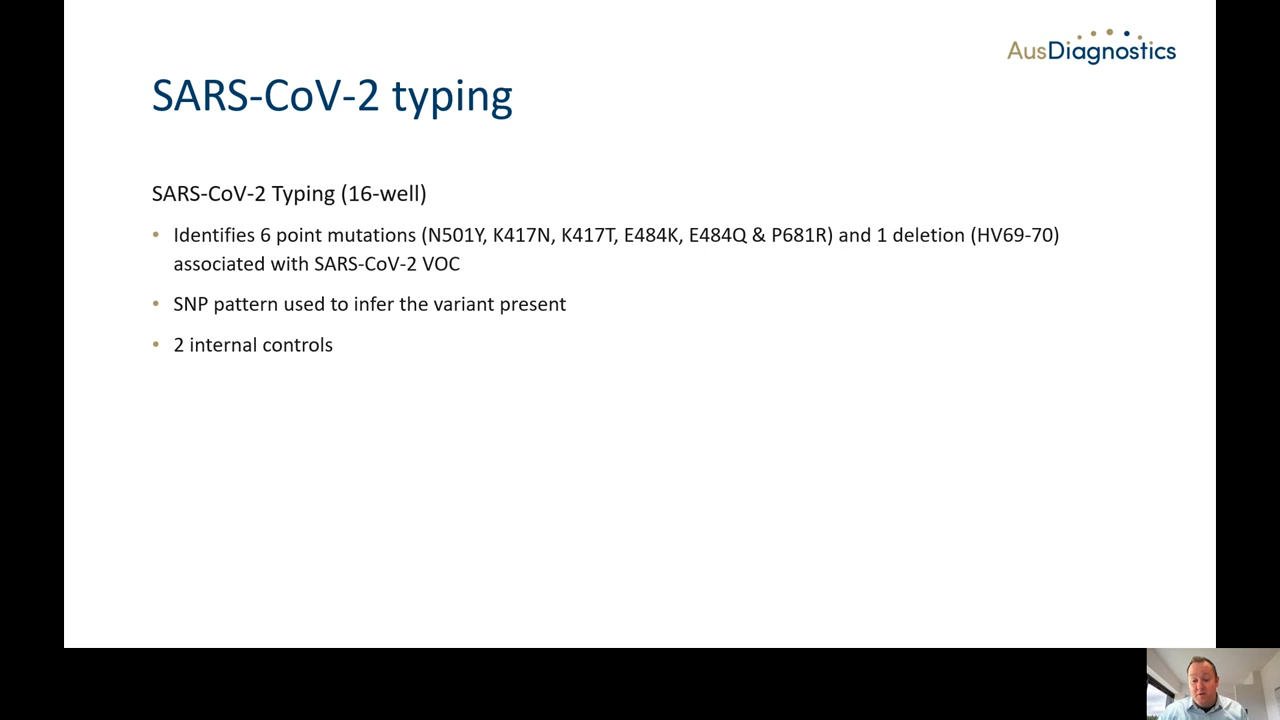 AusDiagnostics
SARS-CoV-2 typing
SARS-CoV-2 Typing (16-well)
• Identifies 6 point mutations (N501Y, K417N, K417T, E484K, E484Q & P681R) and 1 deletion (HV69-70)
associated with SARS-CoV-2 VOC
• SNP pattern used to infer the variant present
• 2 internal controls